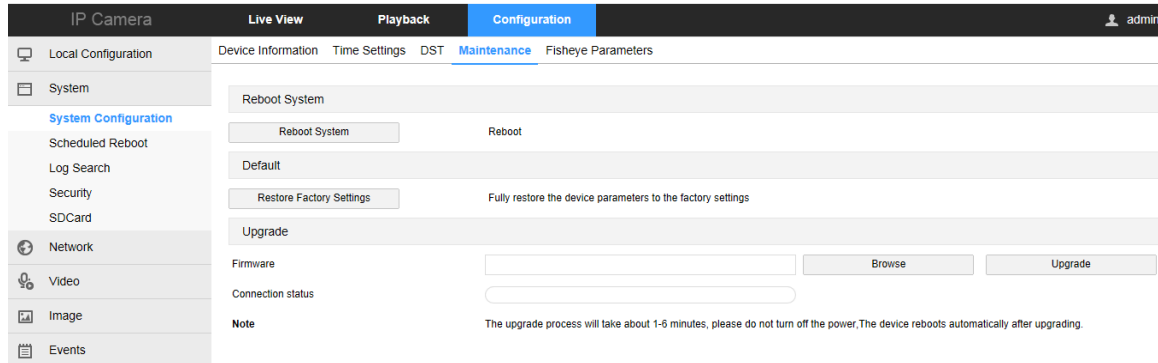 IP Camera Live View Playback Configuration admin
Local Configuration Device Information Time Settings DST Maintenance Fisheye Parameters
System
Reboot System
System Configuration
Reboot System Reboot
Scheduled Reboot
Default
Log Search
Security
Restore Factory Settings Fully restore the device parameters to the factory settings
SDCard
Upgrade
Network
Firmware Browse Upgrade
Video
Connection status
Image
Note The upgrade process will take about 1-6 minutes, please do not turn off the power,The device reboots automatically after upgrading.
Events